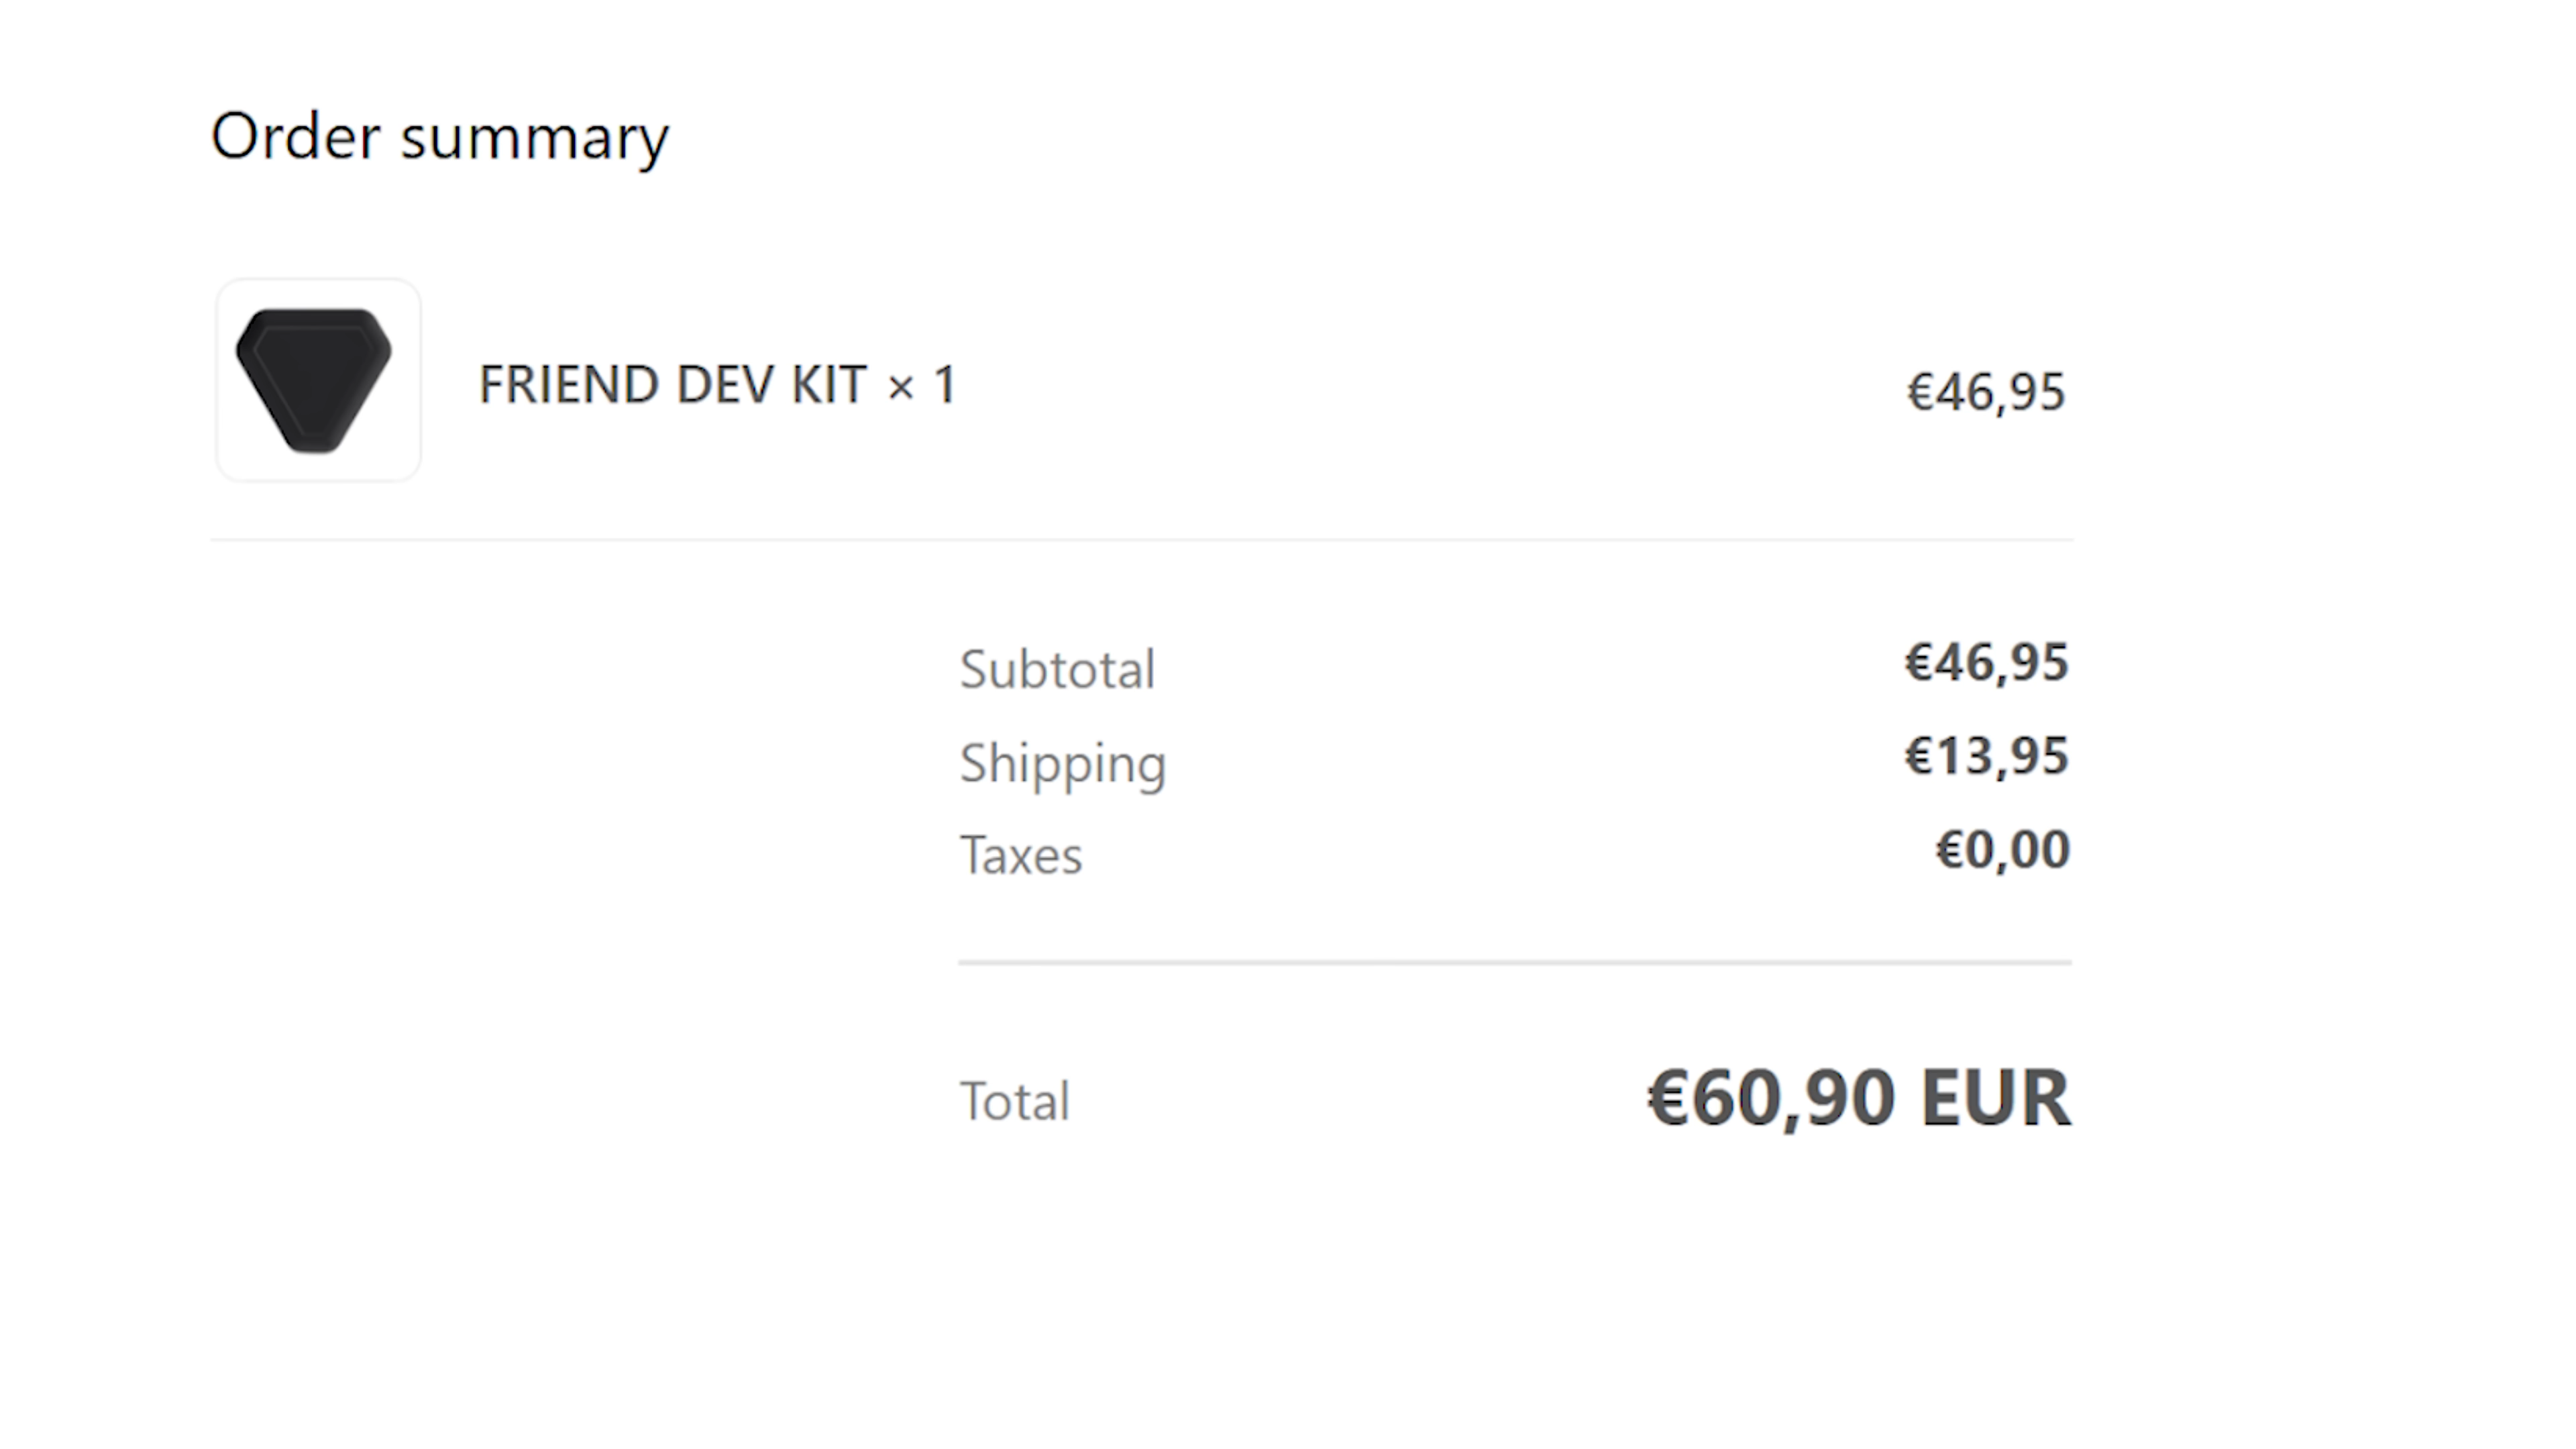 Order summary
FRIEND DEV KIT × 1 €46,95
Subtotal €46,95
Shipping €13,95
Taxes €0,00
Total €60,90 EUR